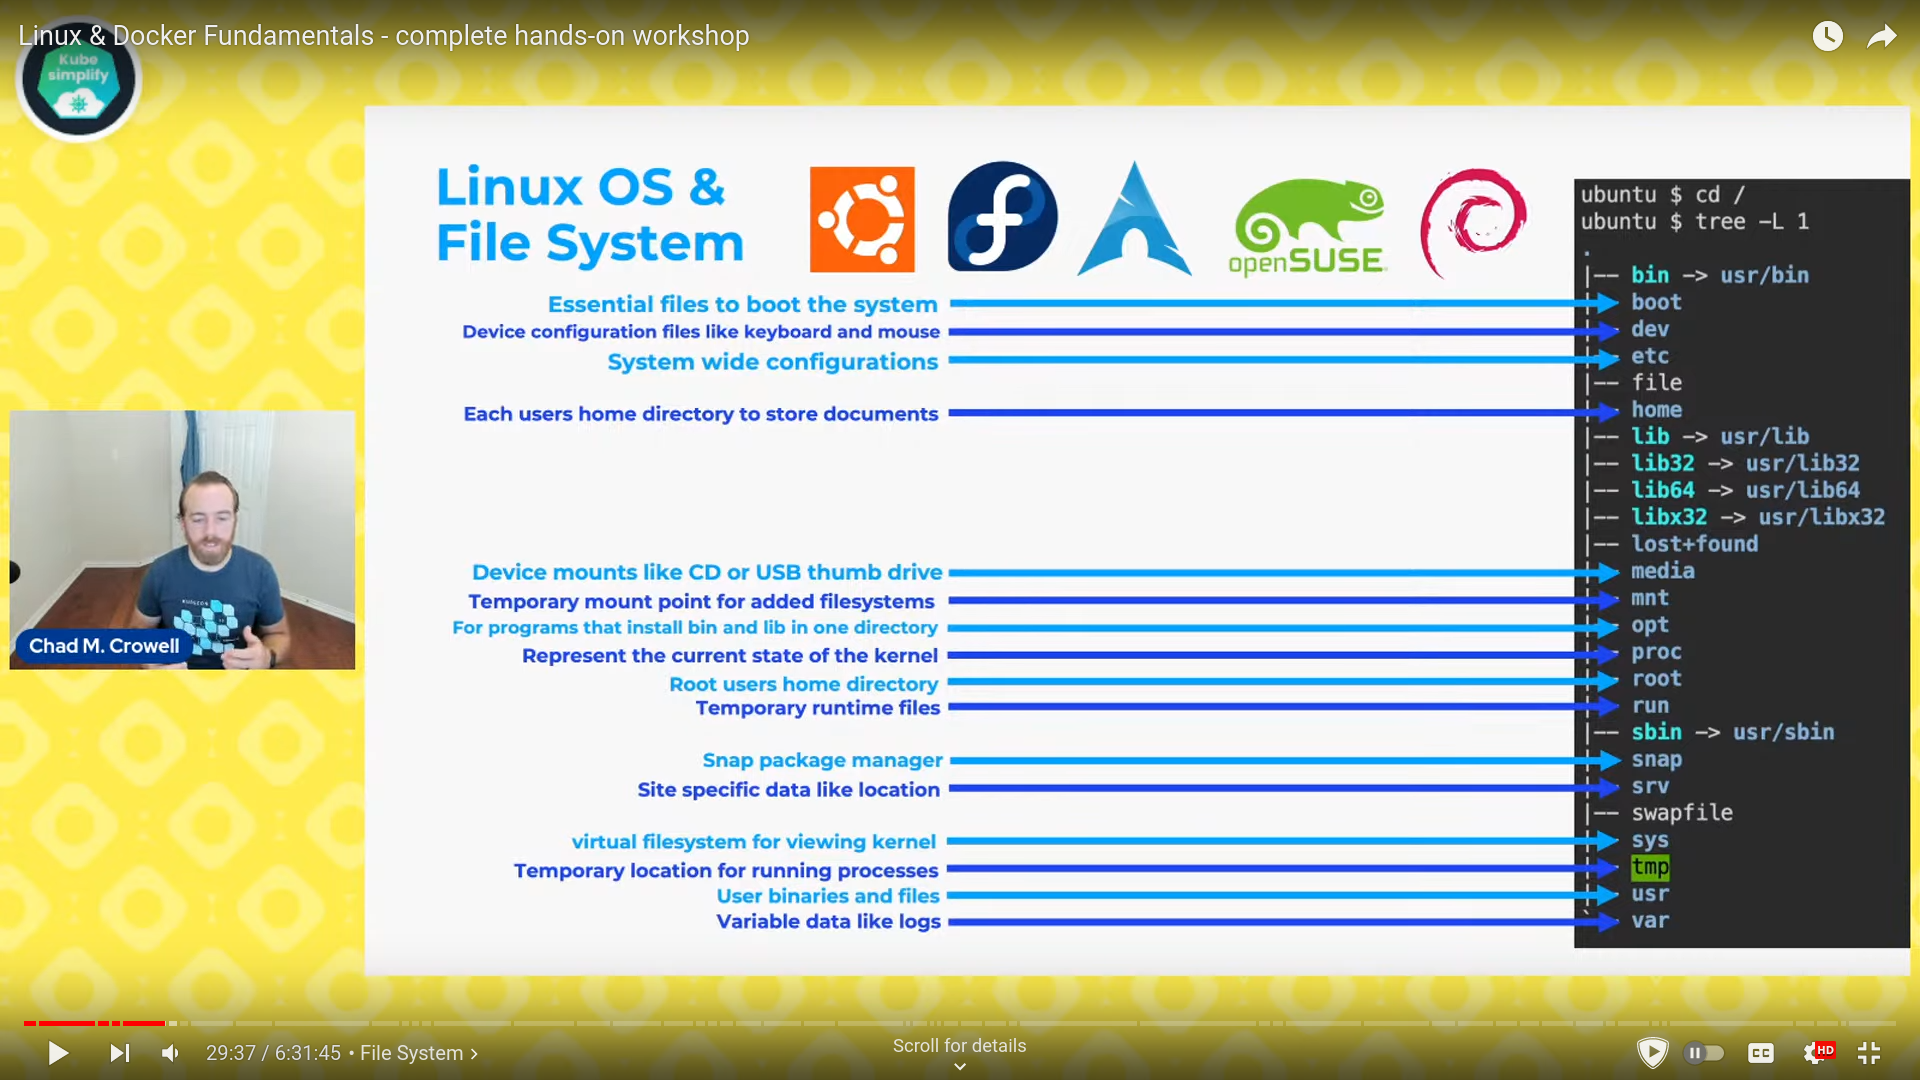 Linux & Docker Fundamentals - complete hands-on workshop
Kube
simplify
Linux OS &
File System
openSUSE
ubuntu $ cd /
ubuntu $ tree -L 1
.
|-- bin -> usr/bin
Essential files to boot the system
boot
Device configuration files like keyboard and mouse
dev
System wide configurations
etc
|-- file
Each users home directory to store documents
home
|-- lib -> usr/lib
|-- lib32 -> usr/lib32
|-- lib64 -> usr/lib64
|-- libx32 -> usr/libx32
|-- lost+found
Device mounts like CD or USB thumb drive
media
Temporary mount point for added filesystems
mnt
For programs that install bin and lib in one directory
opt
Represent the current state of the kernel
proc
Root users home directory
root
Temporary runtime files
run
|-- sbin -> usr/sbin
Snap package manager
snap
Site specific data like location
srv
|-- swapfile
virtual filesystem for viewing kernel
sys
Temporary location for running processes
tmp
User binaries and files
usr
Variable data like logs
var
Chad M. Crowell
29:37 / 6:31:45 • File System ›
Scroll for details
CC
HD